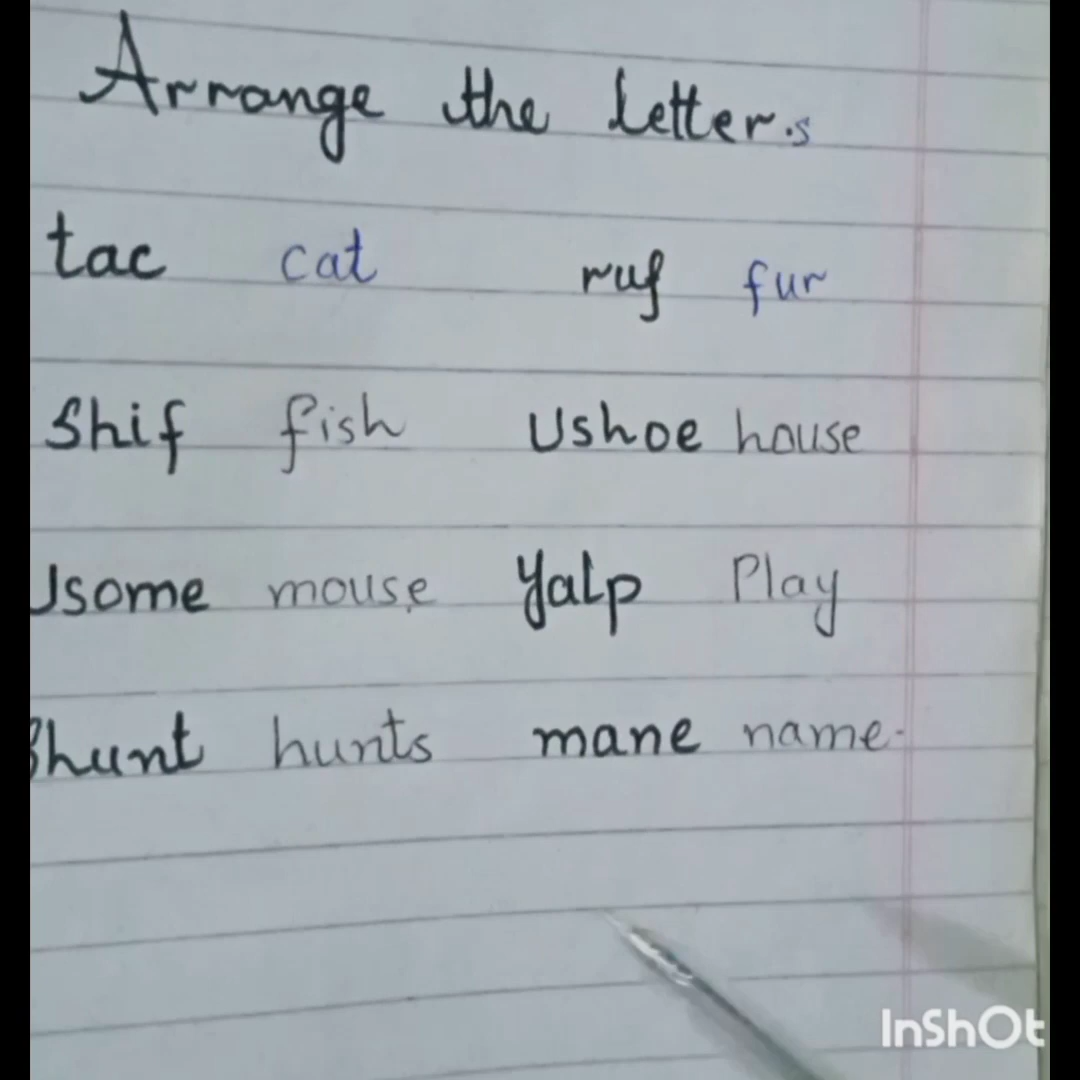 Arrange the letter.s
tac cat ruf fur
Shif fish Ushoe house
Usome mouse Yalp Play
Shunt hunts mane name.
InShOt